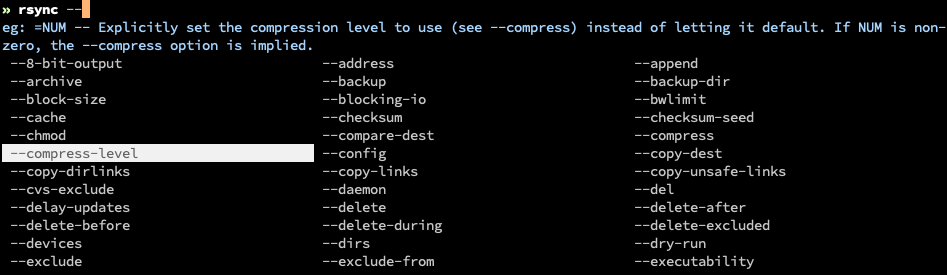 » rsync --
eg: =NUM -- Explicitly set the compression level to use (see --compress) instead of letting it default. If NUM is non-
zero, the --compress option is implied.
--8-bit-output --address --append
--archive --backup --backup-dir
--block-size --blocking-io --bwlimit
--cache --checksum --checksum-seed
--chmod --compare-dest --compress
--compress-level --config --copy-dest
--copy-dirlinks --copy-links --copy-unsafe-links
--cvs-exclude --daemon --del
--delay-updates --delete --delete-after
--delete-before --delete-during --delete-excluded
--devices --dirs --dry-run
--exclude --exclude-from --executability